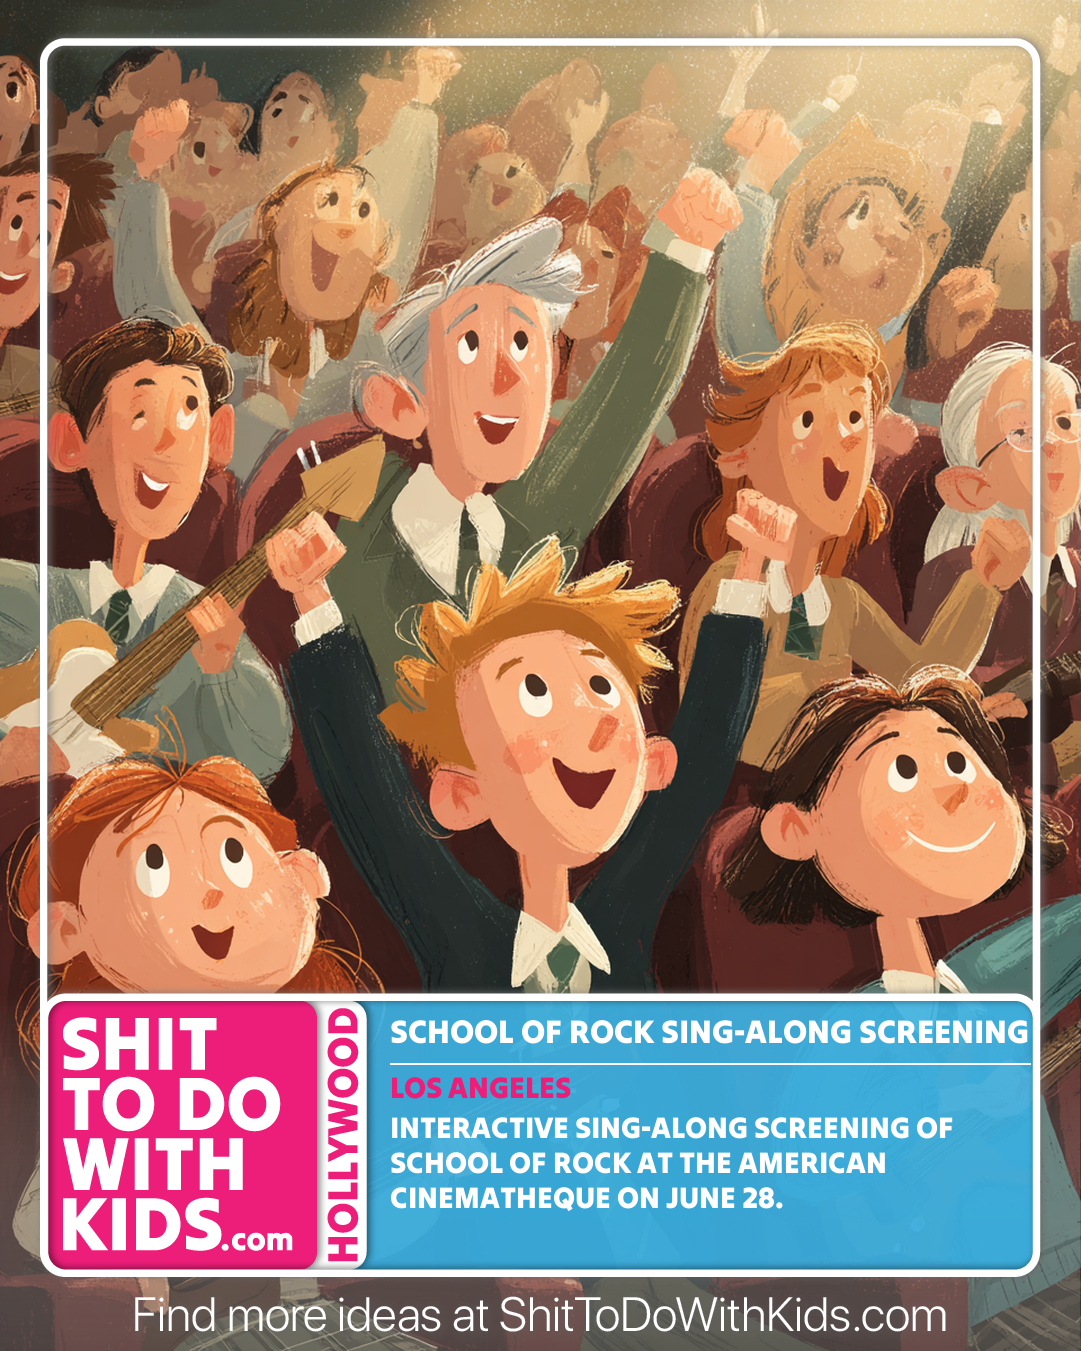 SHIT
TO DO
WITH
KIDS.com
HOLLYWOOD
SCHOOL OF ROCK SING-ALONG SCREENING
LOS ANGELES
INTERACTIVE SING-ALONG SCREENING OF
SCHOOL OF ROCK AT THE AMERICAN
CINEMATHEQUE ON JUNE 28.
Find more ideas at ShitToDoWithKids.com